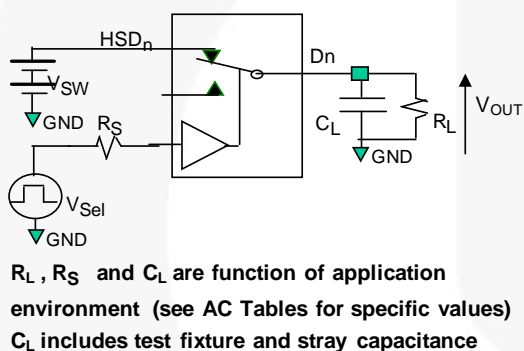 HSDn
Dn
VSW
GND
RS
CL
RL
VOUT
GND
VSel
GND
RL , RS and CL are function of application
environment (see AC Tables for specific values)
CL includes test fixture and stray capacitance